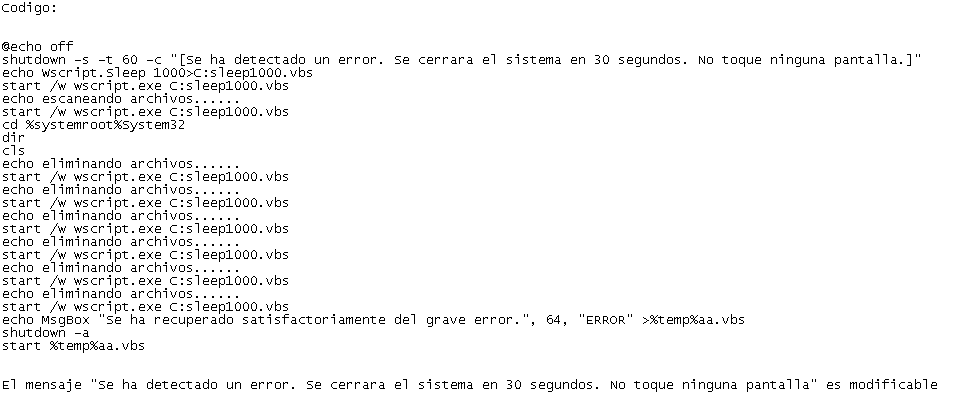 Codigo:
@echo off
shutdown -s -t 60 -c "[Se ha detectado un error. Se cerrara el sistema en 30 segundos. No toque ninguna pantalla.]"
echo Wscript.Sleep 1000>C:sleep1000.vbs
start /w wscript.exe C:sleep1000.vbs
echo escaneando archivos......
start /w wscript.exe C:sleep1000.vbs
cd %systemroot%System32
dir
cls
echo eliminando archivos......
start /w wscript.exe C:sleep1000.vbs
echo eliminando archivos......
start /w wscript.exe C:sleep1000.vbs
echo eliminando archivos......
start /w wscript.exe C:sleep1000.vbs
echo eliminando archivos......
start /w wscript.exe C:sleep1000.vbs
echo eliminando archivos......
start /w wscript.exe C:sleep1000.vbs
echo eliminando archivos......
start /w wscript.exe C:sleep1000.vbs
echo MsgBox "Se ha recuperado satisfactoriamente del grave error.", 64, "ERROR" >%temp%aa.vbs
shutdown -a
start %temp%aa.vbs
El mensaje "Se ha detectado un error. Se cerrara el sistema en 30 segundos. No toque ninguna pantalla" es modificable